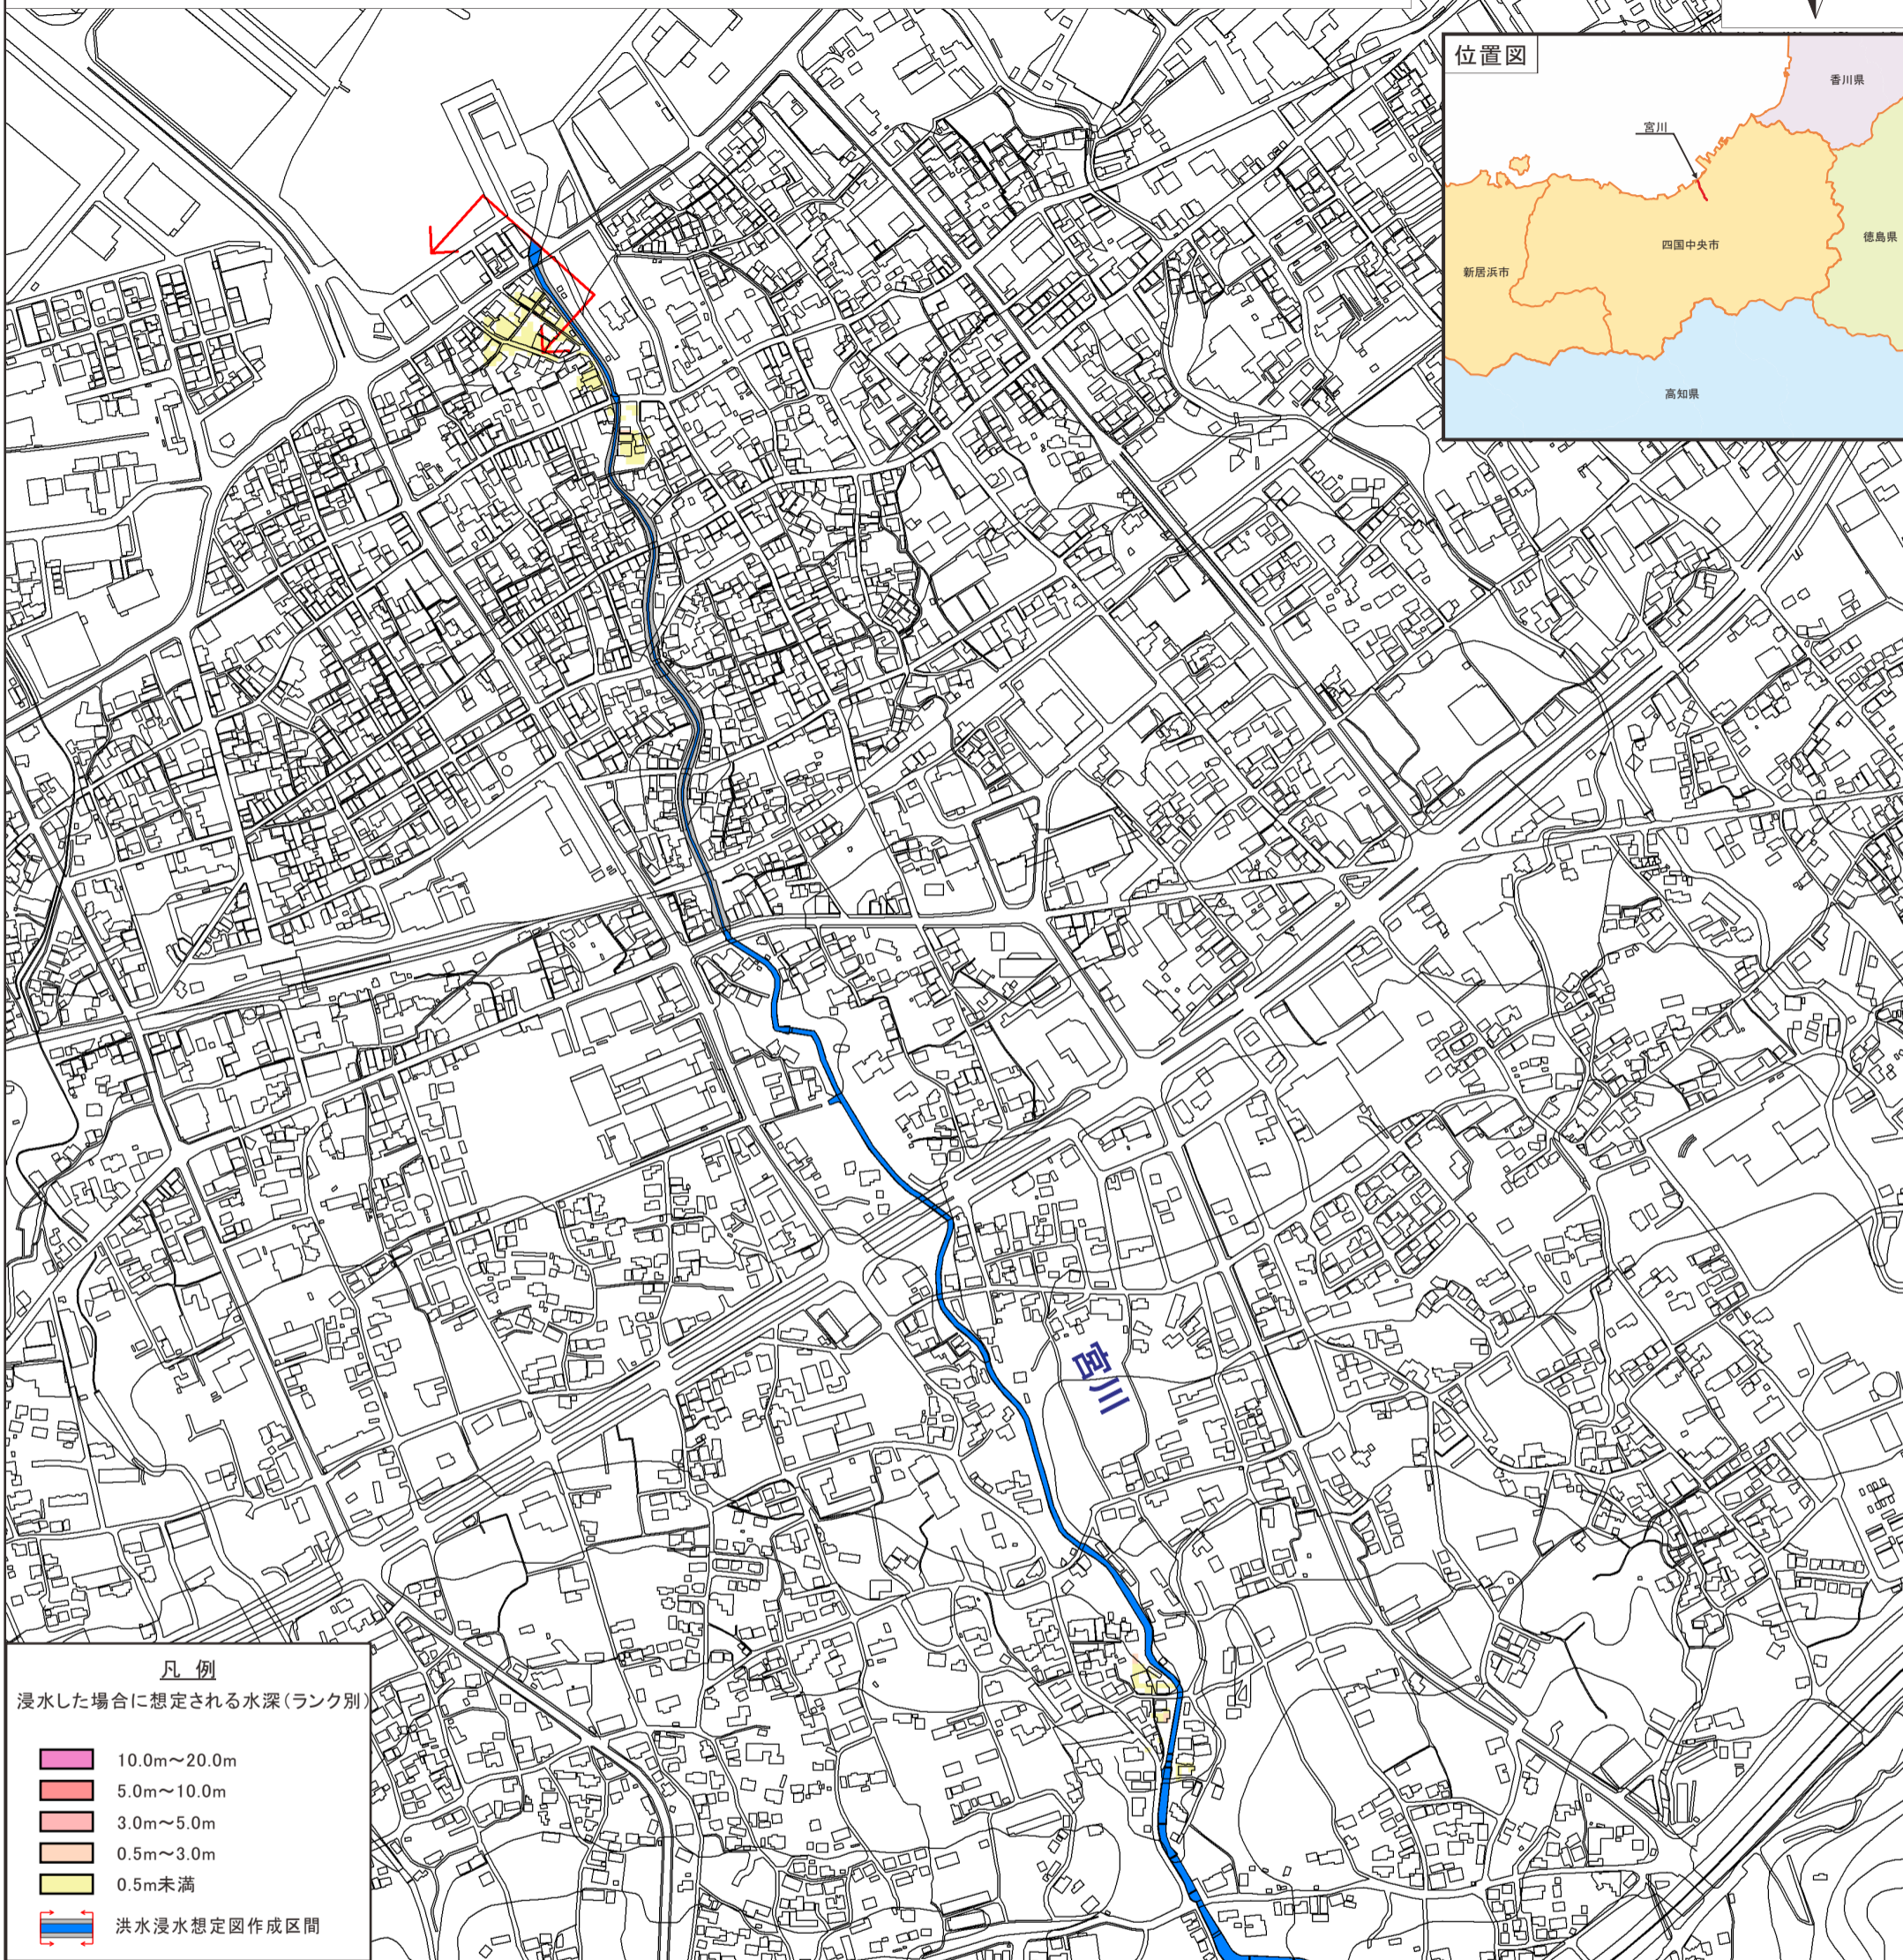 位置図
香川県
宮川
四国中央市
徳島県
新居浜市
高知県
宮川
凡 例
浸水した場合に想定される水深(ランク別)
10.0m~20.0m
5.0m~10.0m
3.0m~5.0m
0.5m~3.0m
0.5m未満
洪水浸水想定図作成区間